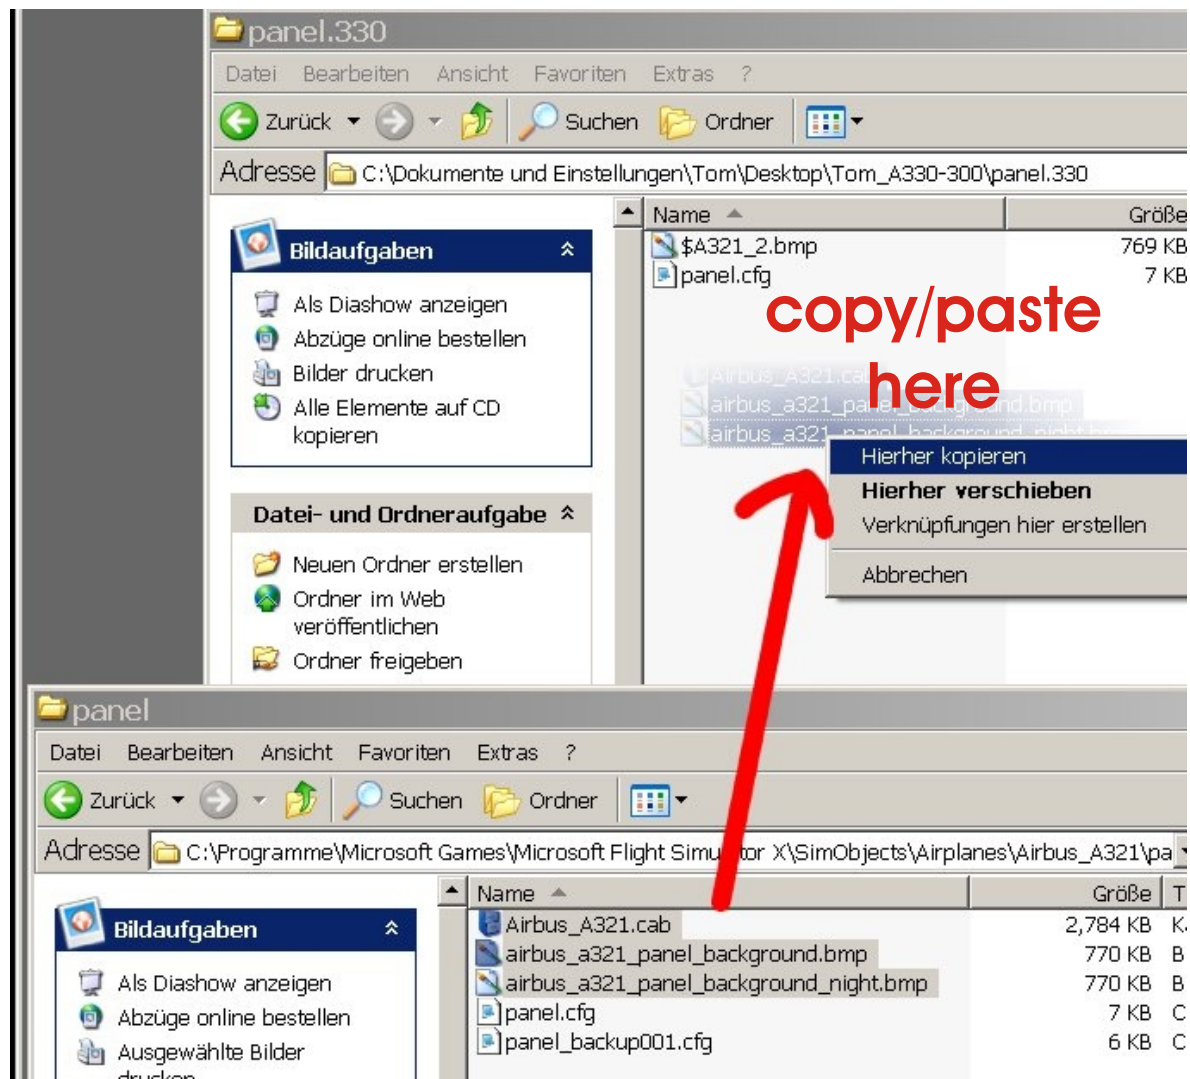 panel.330
Datei Bearbeiten Ansicht Favoriten Extras ?
Zurück Suchen Ordner
Adresse C:\Dokumente und Einstellungen\Tom\Desktop\Tom_A330-300\panel.330
Name Größe
Bildaufgaben
$A321_2.bmp 769 KB
panel.cfg 7 KB
Als Diashow anzeigen
Abzüge online bestellen
Bilder drucken
Alle Elemente auf CD
kopieren
copy/paste
here
Airbus_A321.cab
airbus_a321_panel_background.bmp
airbus_a321_panel_background_night.bmp
Hierher kopieren
Hierher verschieben
Verknüpfungen hier erstellen
Abbrechen
Datei- und Ordneraufgabe
Neuen Ordner erstellen
Ordner im Web
veröffentlichen
Ordner freigeben
panel
Datei Bearbeiten Ansicht Favoriten Extras ?
Zurück Suchen Ordner
Adresse C:\Programme\Microsoft Games\Microsoft Flight Simulator X\SimObjects\Airplanes\Airbus_A321\pa
Name Größe T
Bildaufgaben
Airbus_A321.cab 2,784 KB K
airbus_a321_panel_background.bmp 770 KB B
airbus_a321_panel_background_night.bmp 770 KB B
panel.cfg 7 KB C
panel_backup001.cfg 6 KB C
Als Diashow anzeigen
Abzüge online bestellen
Ausgewählte Bilder
drucken